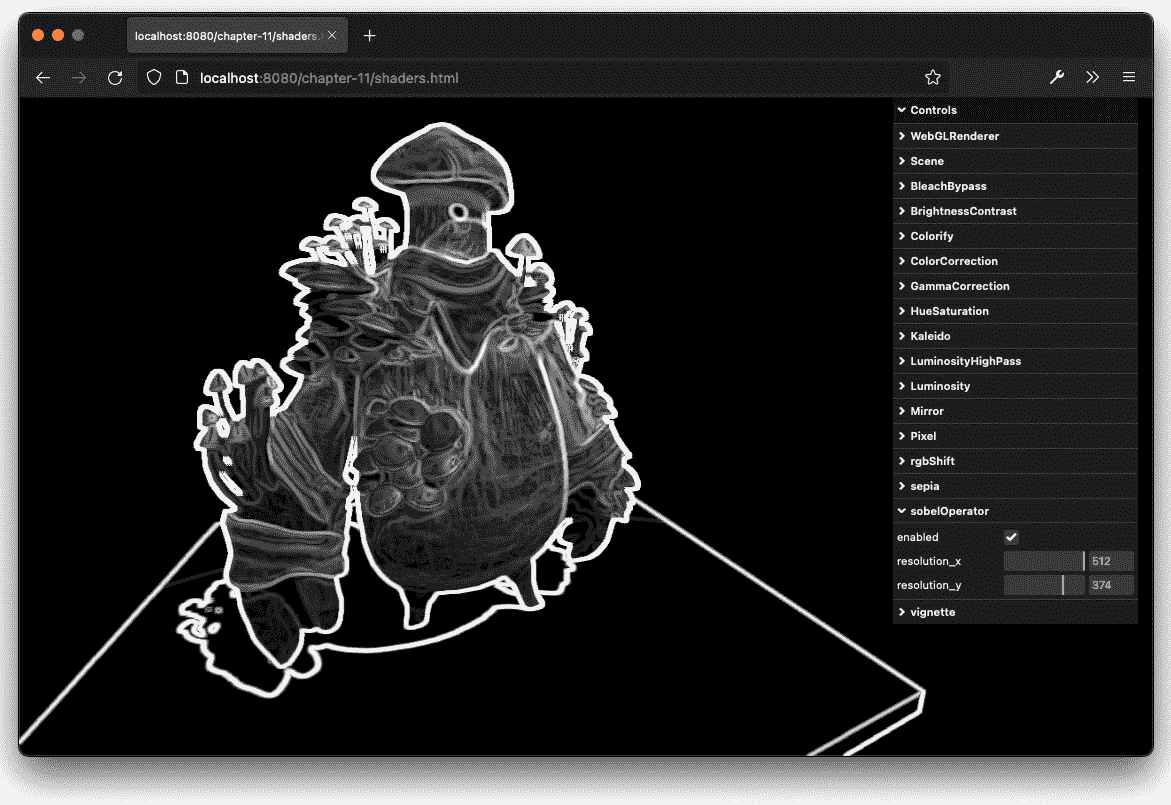 localhost:8080/chapter-11/shaders.
localhost:8080/chapter-11/shaders.html
Controls
WebGLRenderer
Scene
BleachBypass
BrightnessContrast
Colorify
ColorCorrection
GammaCorrection
HueSaturation
Kaleido
LuminosityHighPass
Luminosity
Mirror
Pixel
rgbShift
sepia
sobelOperator
enabled
resolution_x 512
resolution_y 374
vignette